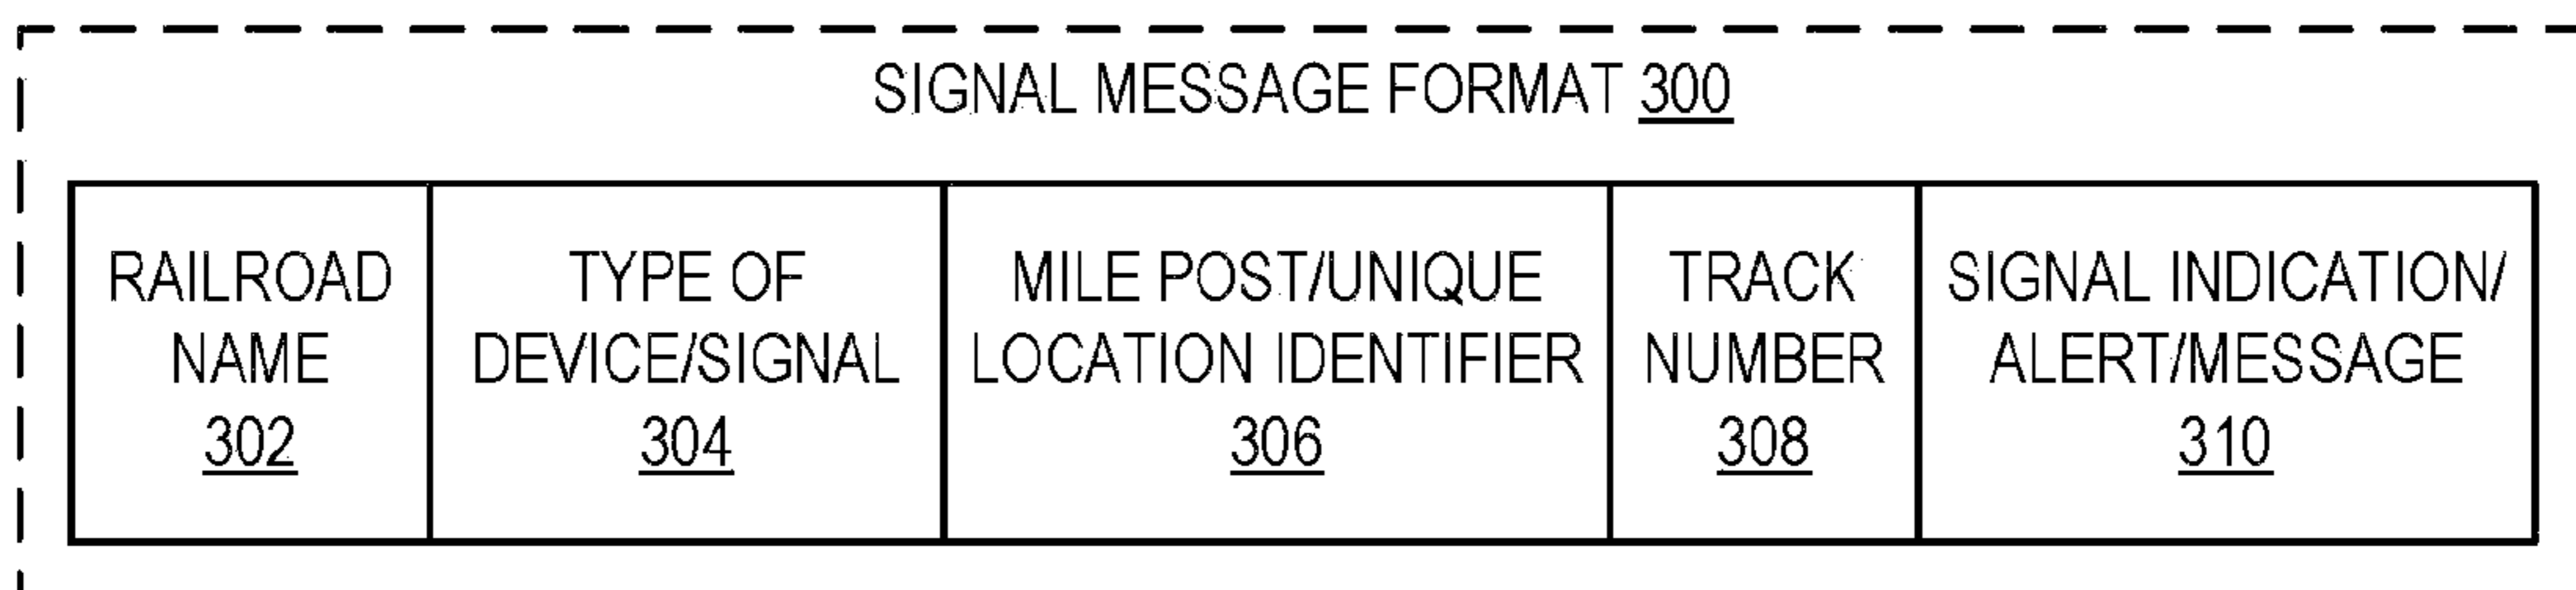 SIGNAL MESSAGE FORMAT 300
RAILROAD
NAME
302
TYPE OF
DEVICE/SIGNAL
304
MILE POST/UNIQUE
LOCATION IDENTIFIER
306
TRACK
NUMBER
308
SIGNAL INDICATION/
ALERT/MESSAGE
310